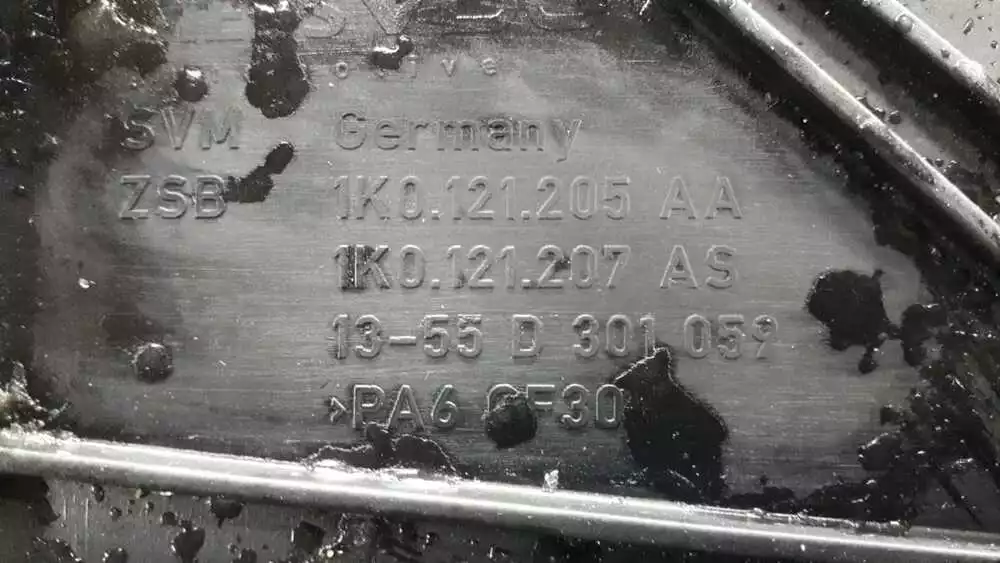 SVM Germany
ZSB 1K0.121.205 AA
1K0.121.207 AS
13-55 D 301 059
>PA6 GF30